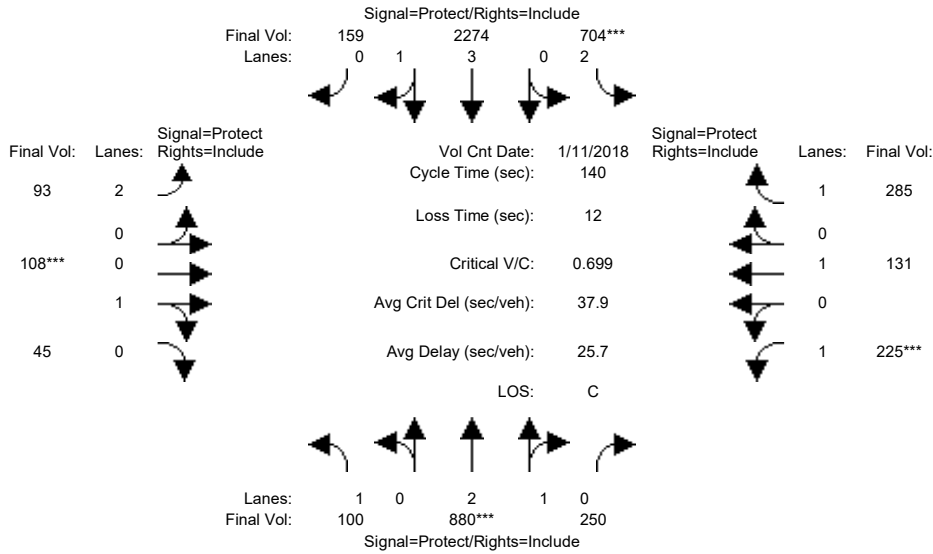 Signal=Protect/Rights=Include
Final Vol: 159 2274 704***
Lanes: 0 1 3 0 2
Signal=Protect Signal=Protect
Final Vol: Lanes: Rights=Include Vol Cnt Date: 1/11/2018 Rights=Include Lanes: Final Vol:
Cycle Time (sec): 140
93 2 1 285
Loss Time (sec): 12
0 0
108*** 0 Critical V/C: 0.699 1 131
1 Avg Crit Del (sec/veh): 37.9 0
45 0 Avg Delay (sec/veh): 25.7 1 225***
LOS: C
Lanes: 1 0 2 1 0
Final Vol: 100 880*** 250
Signal=Protect/Rights=Include